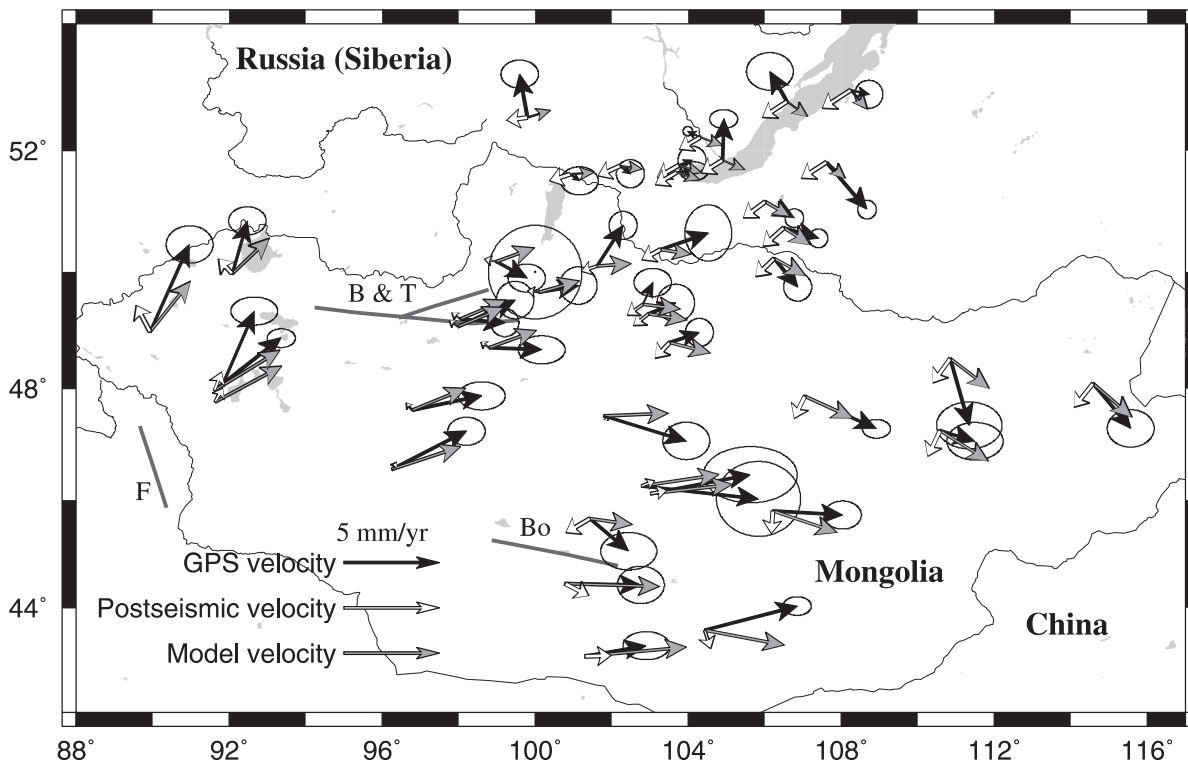 Russia (Siberia)
52°
B & T
48°
F
Bo
5 mm/yr
GPS velocity
Mongolia
Postseismic velocity
44°
China
Model velocity
88° 92° 96° 100° 104° 108° 112° 116°